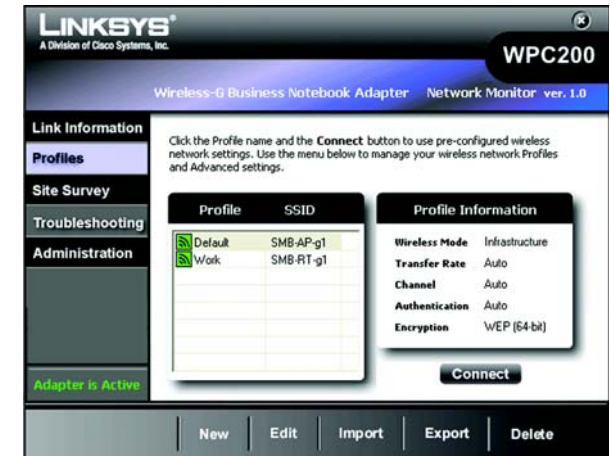 LINKSYS®
A Division of Cisco Systems, Inc.
WPC200
Wireless-G Business Notebook Adapter Network Monitor ver. 1.0
Link Information
Profiles
Site Survey
Troubleshooting
Administration
Adapter is Active
Click the Profile name and the Connect button to use pre-configured wireless
network settings. Use the menu below to manage your wireless network Profiles
and Advanced settings.
Profile SSID
Default SMB-AP-g1
Work SMB-RT-g1
Profile Information
Wireless Mode Infrastructure
Transfer Rate Auto
Channel Auto
Authentication Auto
Encryption WEP (64-bit)
Connect
New Edit Import Export Delete